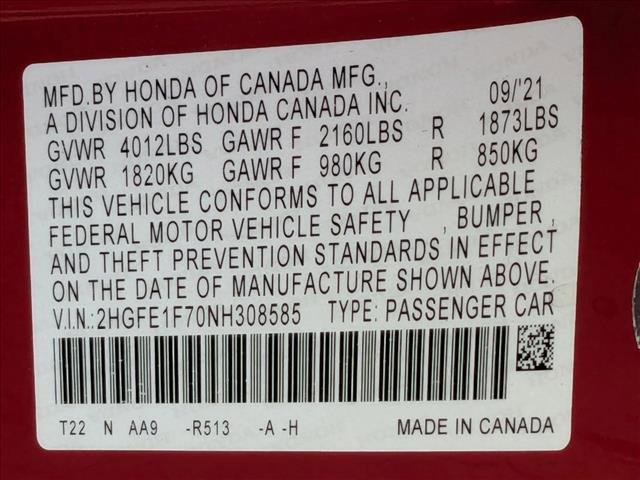 MFD.BY HONDA OF CANADA MFG.,
A DIVISION OF HONDA CANADA INC. 09/'21
GVWR 4012LBS GAWR F 2160LBS R 1873LBS
GVWR 1820KG GAWR F 980KG R 850KG
THIS VEHICLE CONFORMS TO ALL APPLICABLE
FEDERAL MOTOR VEHICLE SAFETY , BUMPER ,
AND THEFT PREVENTION STANDARDS IN EFFECT
ON THE DATE OF MANUFACTURE SHOWN ABOVE.
V.I.N.:2HGFE1F70NH308585 TYPE: PASSENGER CAR
T22 N AA9 -R513 -A -H MADE IN CANADA